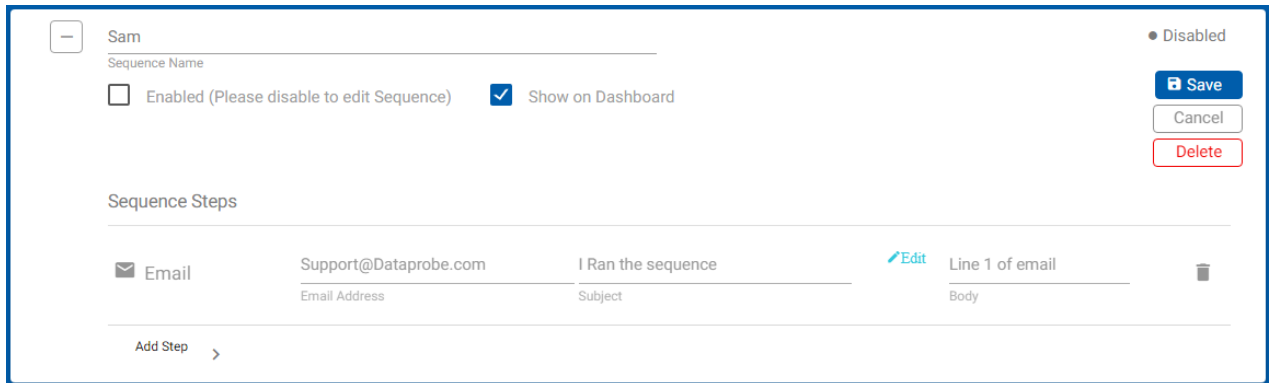 Sam
Disabled
Sequence Name
Enabled (Please disable to edit Sequence)
Show on Dashboard
Save
Cancel
Delete
Sequence Steps
Email
Support@Dataprobe.com
I Ran the sequence
Edit
Line 1 of email
Email Address
Subject
Body
Add Step